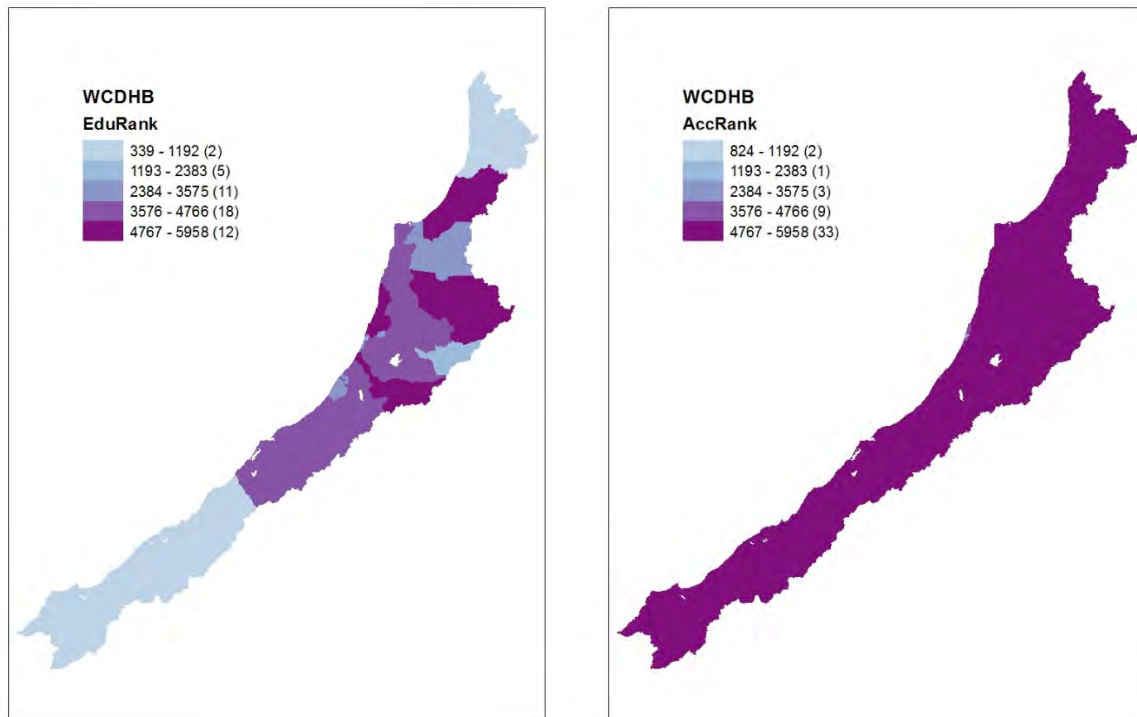 WCDHB
EduRank
339 - 1192 (2)
1193 - 2383 (5)
2384 - 3575 (11)
3576 - 4766 (18)
4767 - 5958 (12)
WCDHB
AccRank
824 - 1192 (2)
1193 - 2383 (1)
2384 - 3575 (3)
3576 - 4766 (9)
4767 - 5958 (33)